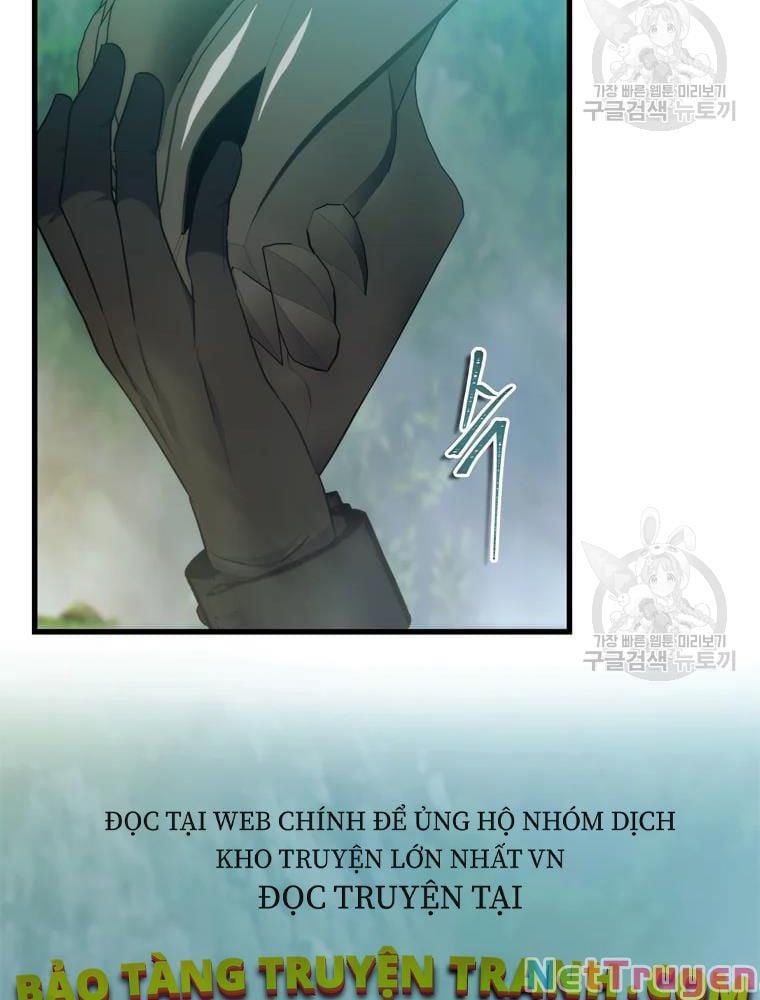 가장 빠른 웹툰 미리보기
구글검색 뉴토끼
스윽
가장 빠른 웹툰 미리보기
구글검색 뉴토끼
ĐỌC TẠI WEB CHÍNH ĐỂ ỦNG HỘ NHÓM DỊCH
KHO TRUYỆN LỚN NHẤT VN
ĐỌC TRUYỆN TẠI
BẢO TÀNG TRUYỆN TRANH
NetTruyen